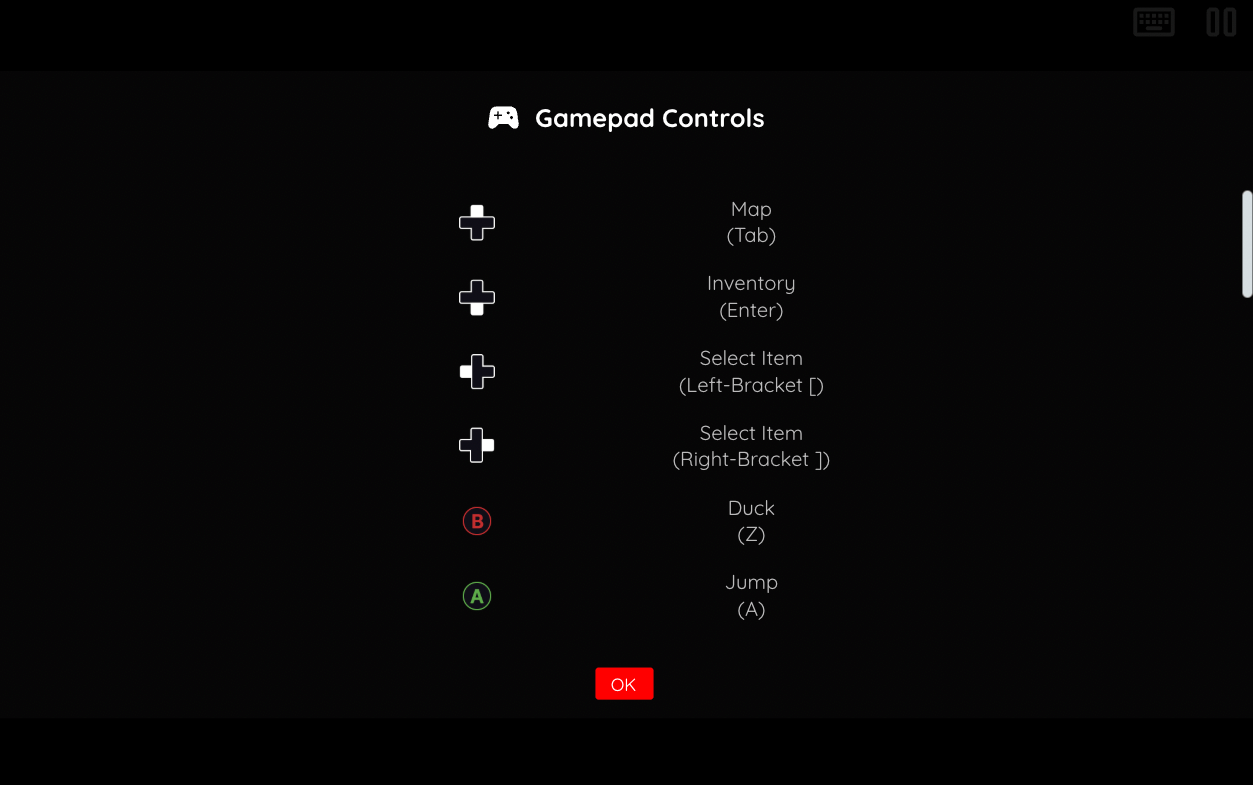 Gamepad Controls
Map
(Tab)
Inventory
(Enter)
Select Item
(Left-Bracket [)
Select Item
(Right-Bracket ])
B
Duck
(Z)
A
Jump
(A)
OK